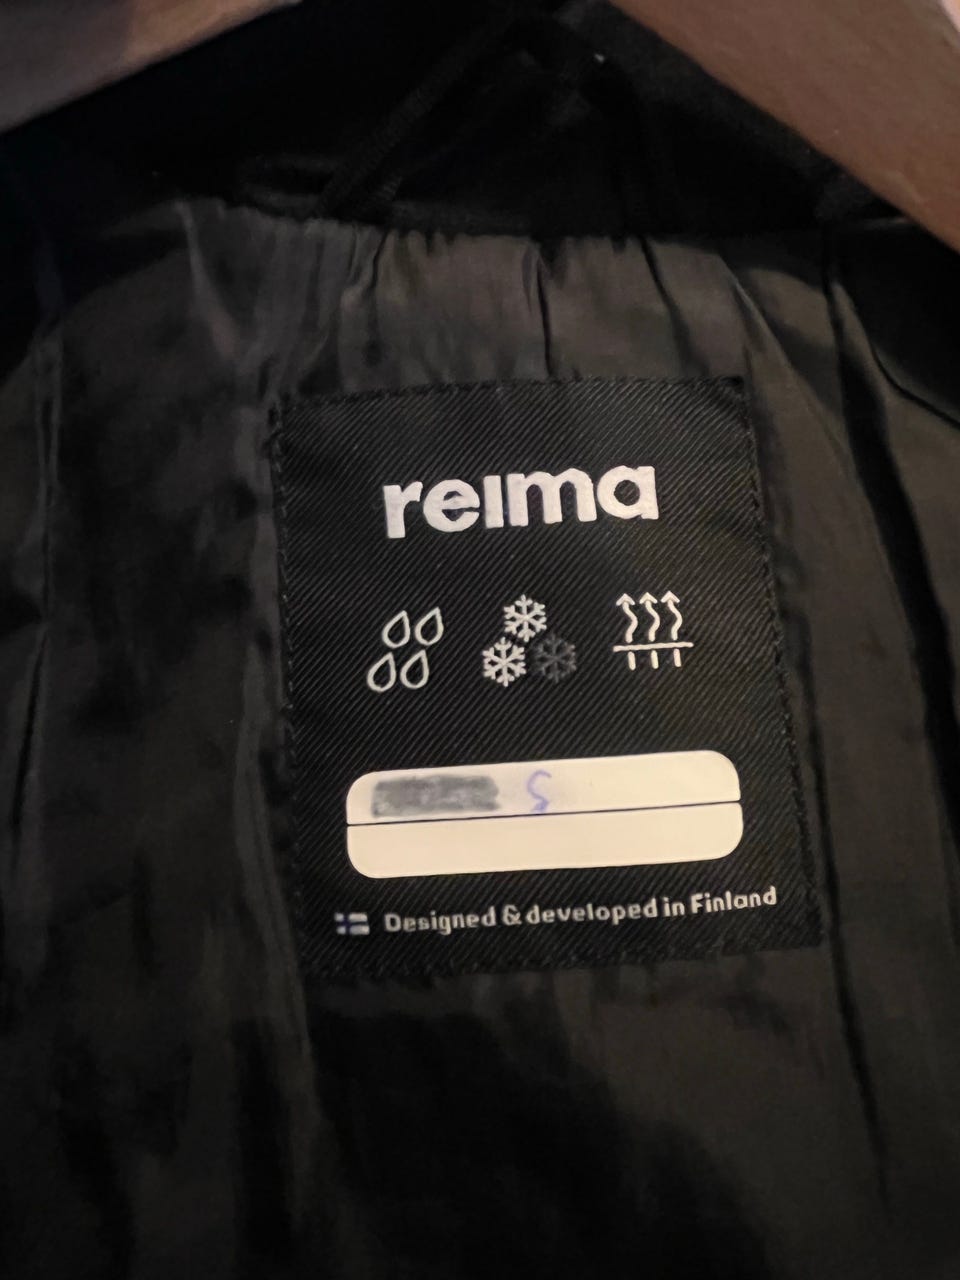 reima
S
Designed & developed in Finland